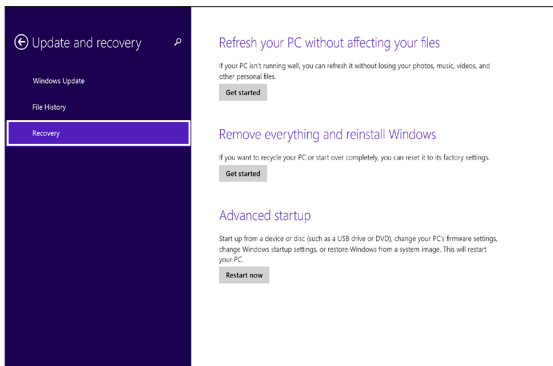 Update and recovery
Windows Update
File History
Recovery
Refresh your PC without affecting your files
If your PC isn't running well, you can refresh it without losing your photos, music, videos, and
other personal files.
Get started
Remove everything and reinstall Windows
If you want to recycle your PC or start over completely, you can reset it to its factory settings.
Get started
Advanced startup
Start up from a device or disc (such as a USB drive or DVD), change your PC's firmware settings,
change Windows startup settings, or restore Windows from a system image. This will restart
your PC.
Restart now